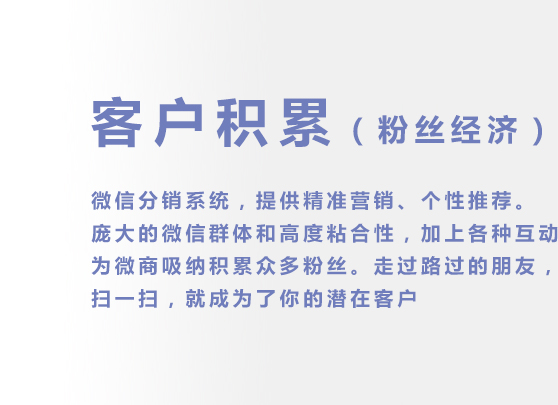 客户积累（粉丝经济）
微信分销系统，提供精准营销、个性推荐。
庞大的微信群体和高度粘合性，加上各种互动
为微商吸纳积累众多粉丝。走过路过的朋友，
扫一扫，就成为了你的潜在客户